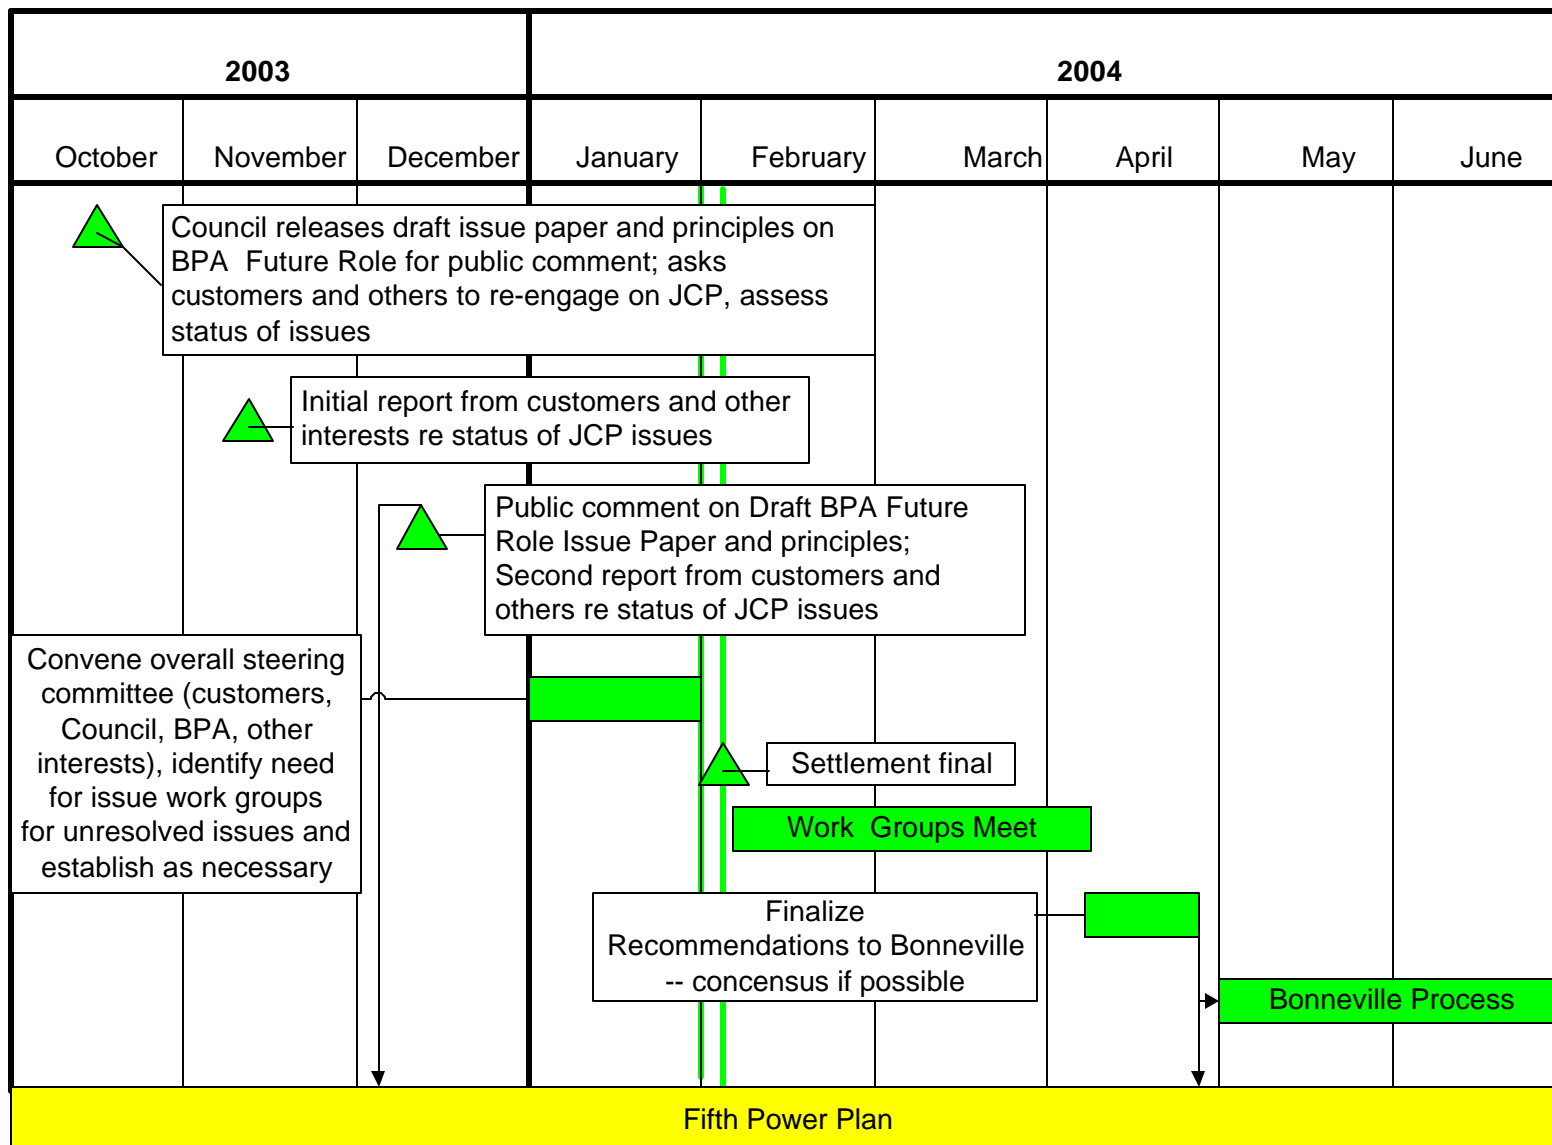 2003
2004
October
November
December
January
February
March
April
May
June
Council releases draft issue paper and principles on
BPA Future Role for public comment; asks
customers and others to re-engage on JCP, assess
status of issues
Initial report from customers and other
interests re status of JCP issues
Public comment on Draft BPA Future
Role Issue Paper and principles;
Second report from customers and
others re status of JCP issues
Convene overall steering
committee (customers,
Council, BPA, other
interests), identify need
for issue work groups
for unresolved issues and
establish as necessary
Settlement final
Work Groups Meet
Finalize
Recommendations to Bonneville
-- concensus if possible
Bonneville Process
Fifth Power Plan